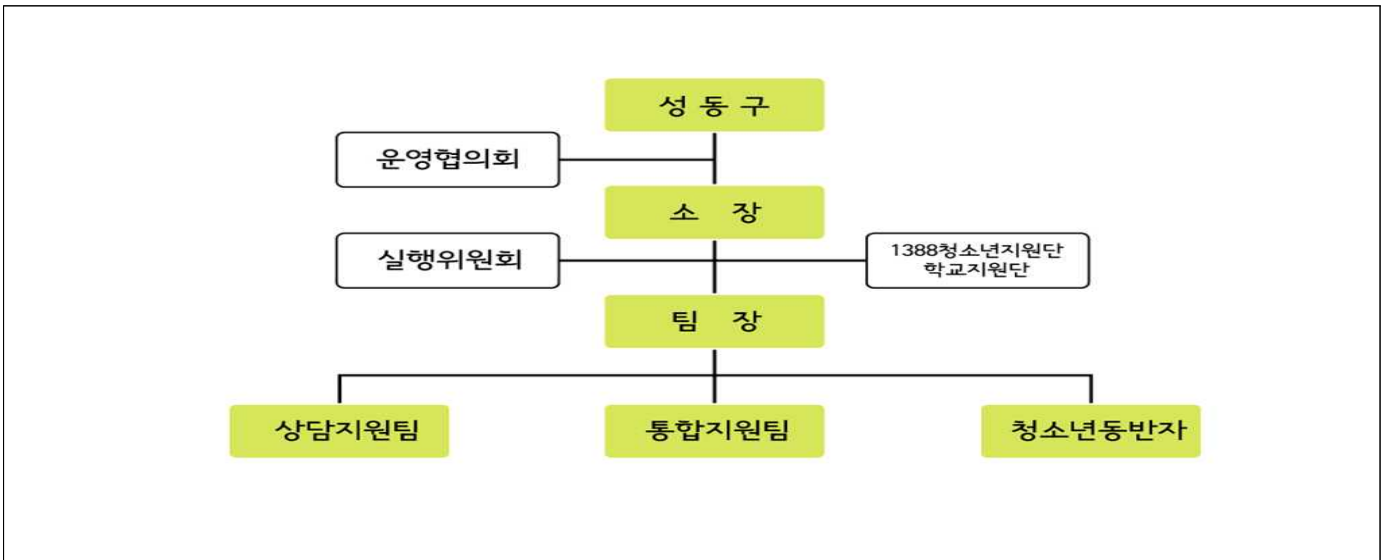 성 동 구
운영협의회
소 장
실행위원회
1388청소년지원단
학교지원단
팀 장
상담지원팀
통합지원팀
청소년동반자